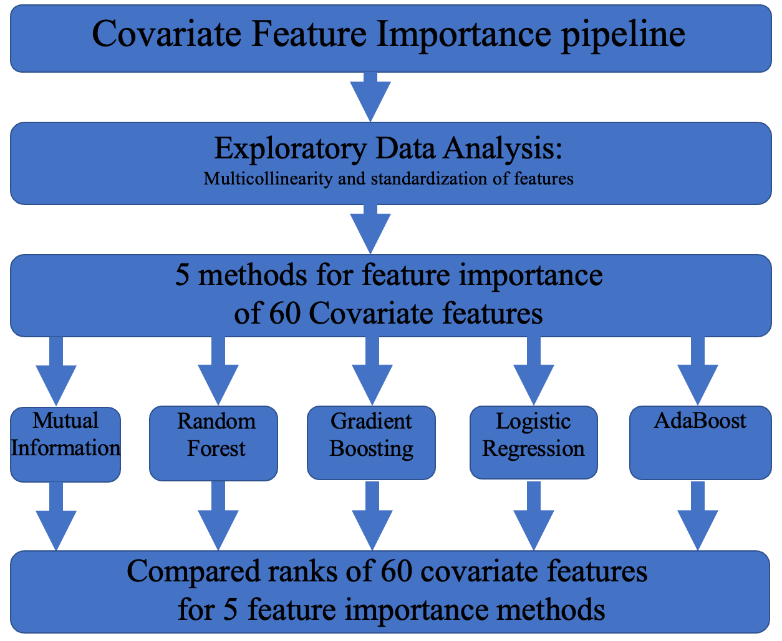 Covariate Feature Importance pipeline
Exploratory Data Analysis:
Multicollinearity and standardization of features
5 methods for feature importance
of 60 Covariate features
Mutual
Information
Random
Forest
Gradient
Boosting
Logistic
Regression
AdaBoost
Compared ranks of 60 covariate features
for 5 feature importance methods